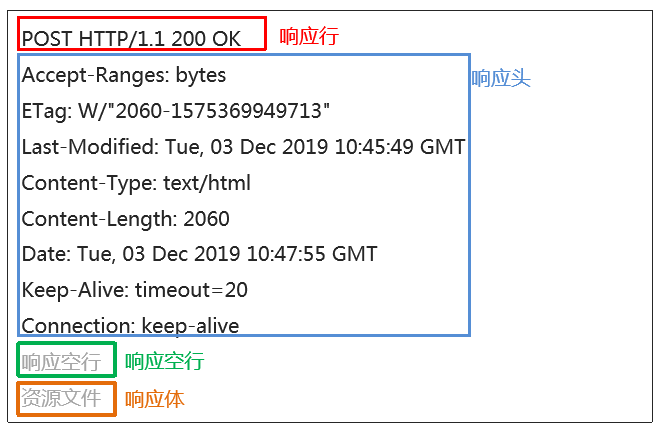 POST HTTP/1.1 200 OK 响应行
Accept-Ranges: bytes 响应头
ETag: W/"2060-1575369949713"
Last-Modified: Tue, 03 Dec 2019 10:45:49 GMT
Content-Type: text/html
Content-Length: 2060
Date: Tue, 03 Dec 2019 10:47:55 GMT
Keep-Alive: timeout=20
Connection: keep-alive
响应空行 响应空行
资源文件 响应体